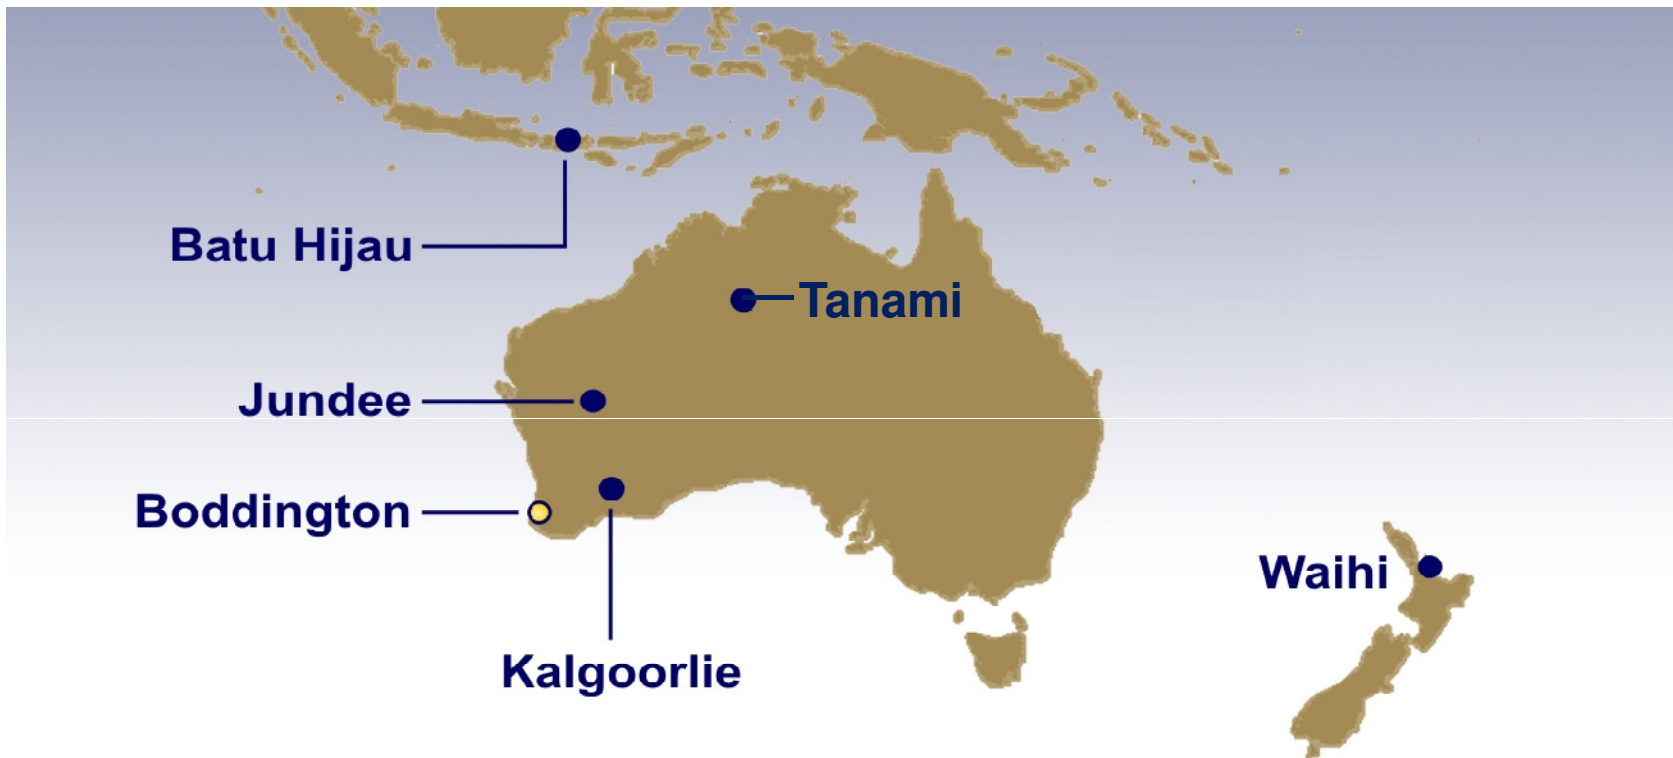 Batu Hijau
Tanami
Jundee
Boddington
Waihi
Kalgoorlie